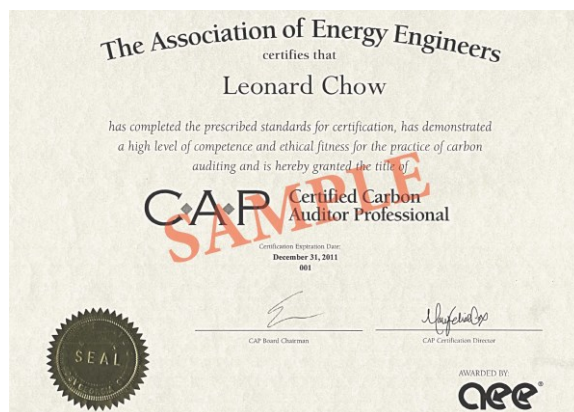 The Association of Energy Engineers
certifies that
Leonard Chow
has completed the prescribed standards for certification, has demonstrated
a high level of competence and ethical fitness for the practice of carbon
auditing and is hereby granted the title of
CAP Certified Carbon
Auditor Professional
SAMPLE
Certification Expiration Date:
December 31, 2011
001
CAP Board Chairman
CAP Certification Director
SEAL
AWARDED BY
aee®